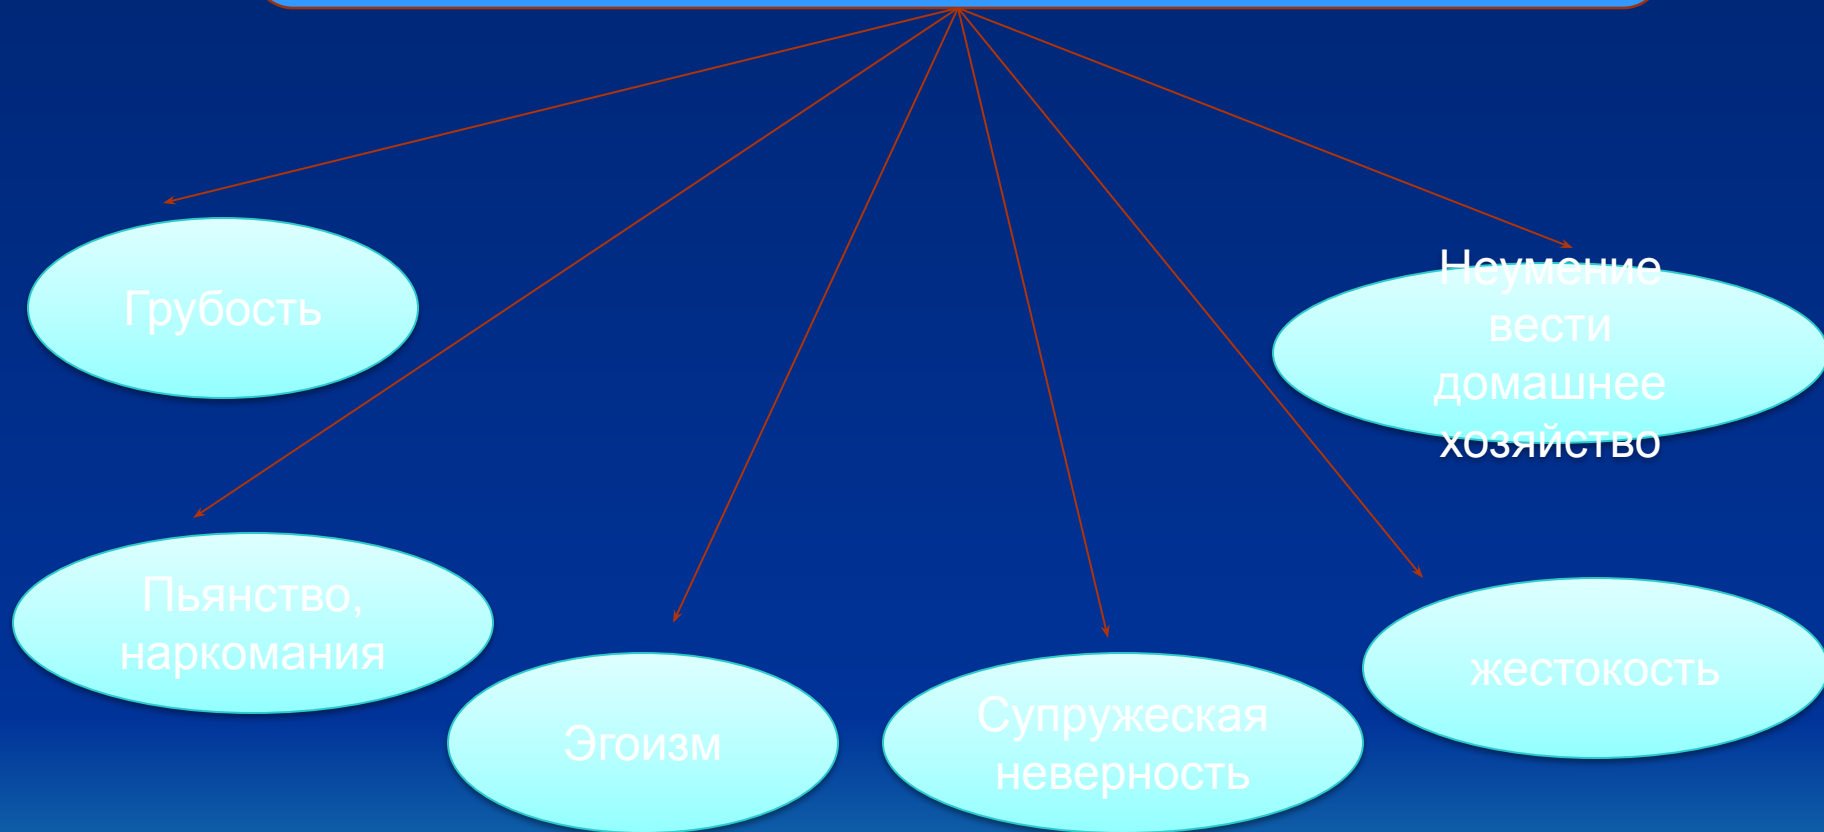 Грубость
Неумение
вести
домашнее
хозяйство
Пьянство,
наркомания
Эгоизм
Супружеская
неверность
жестокость